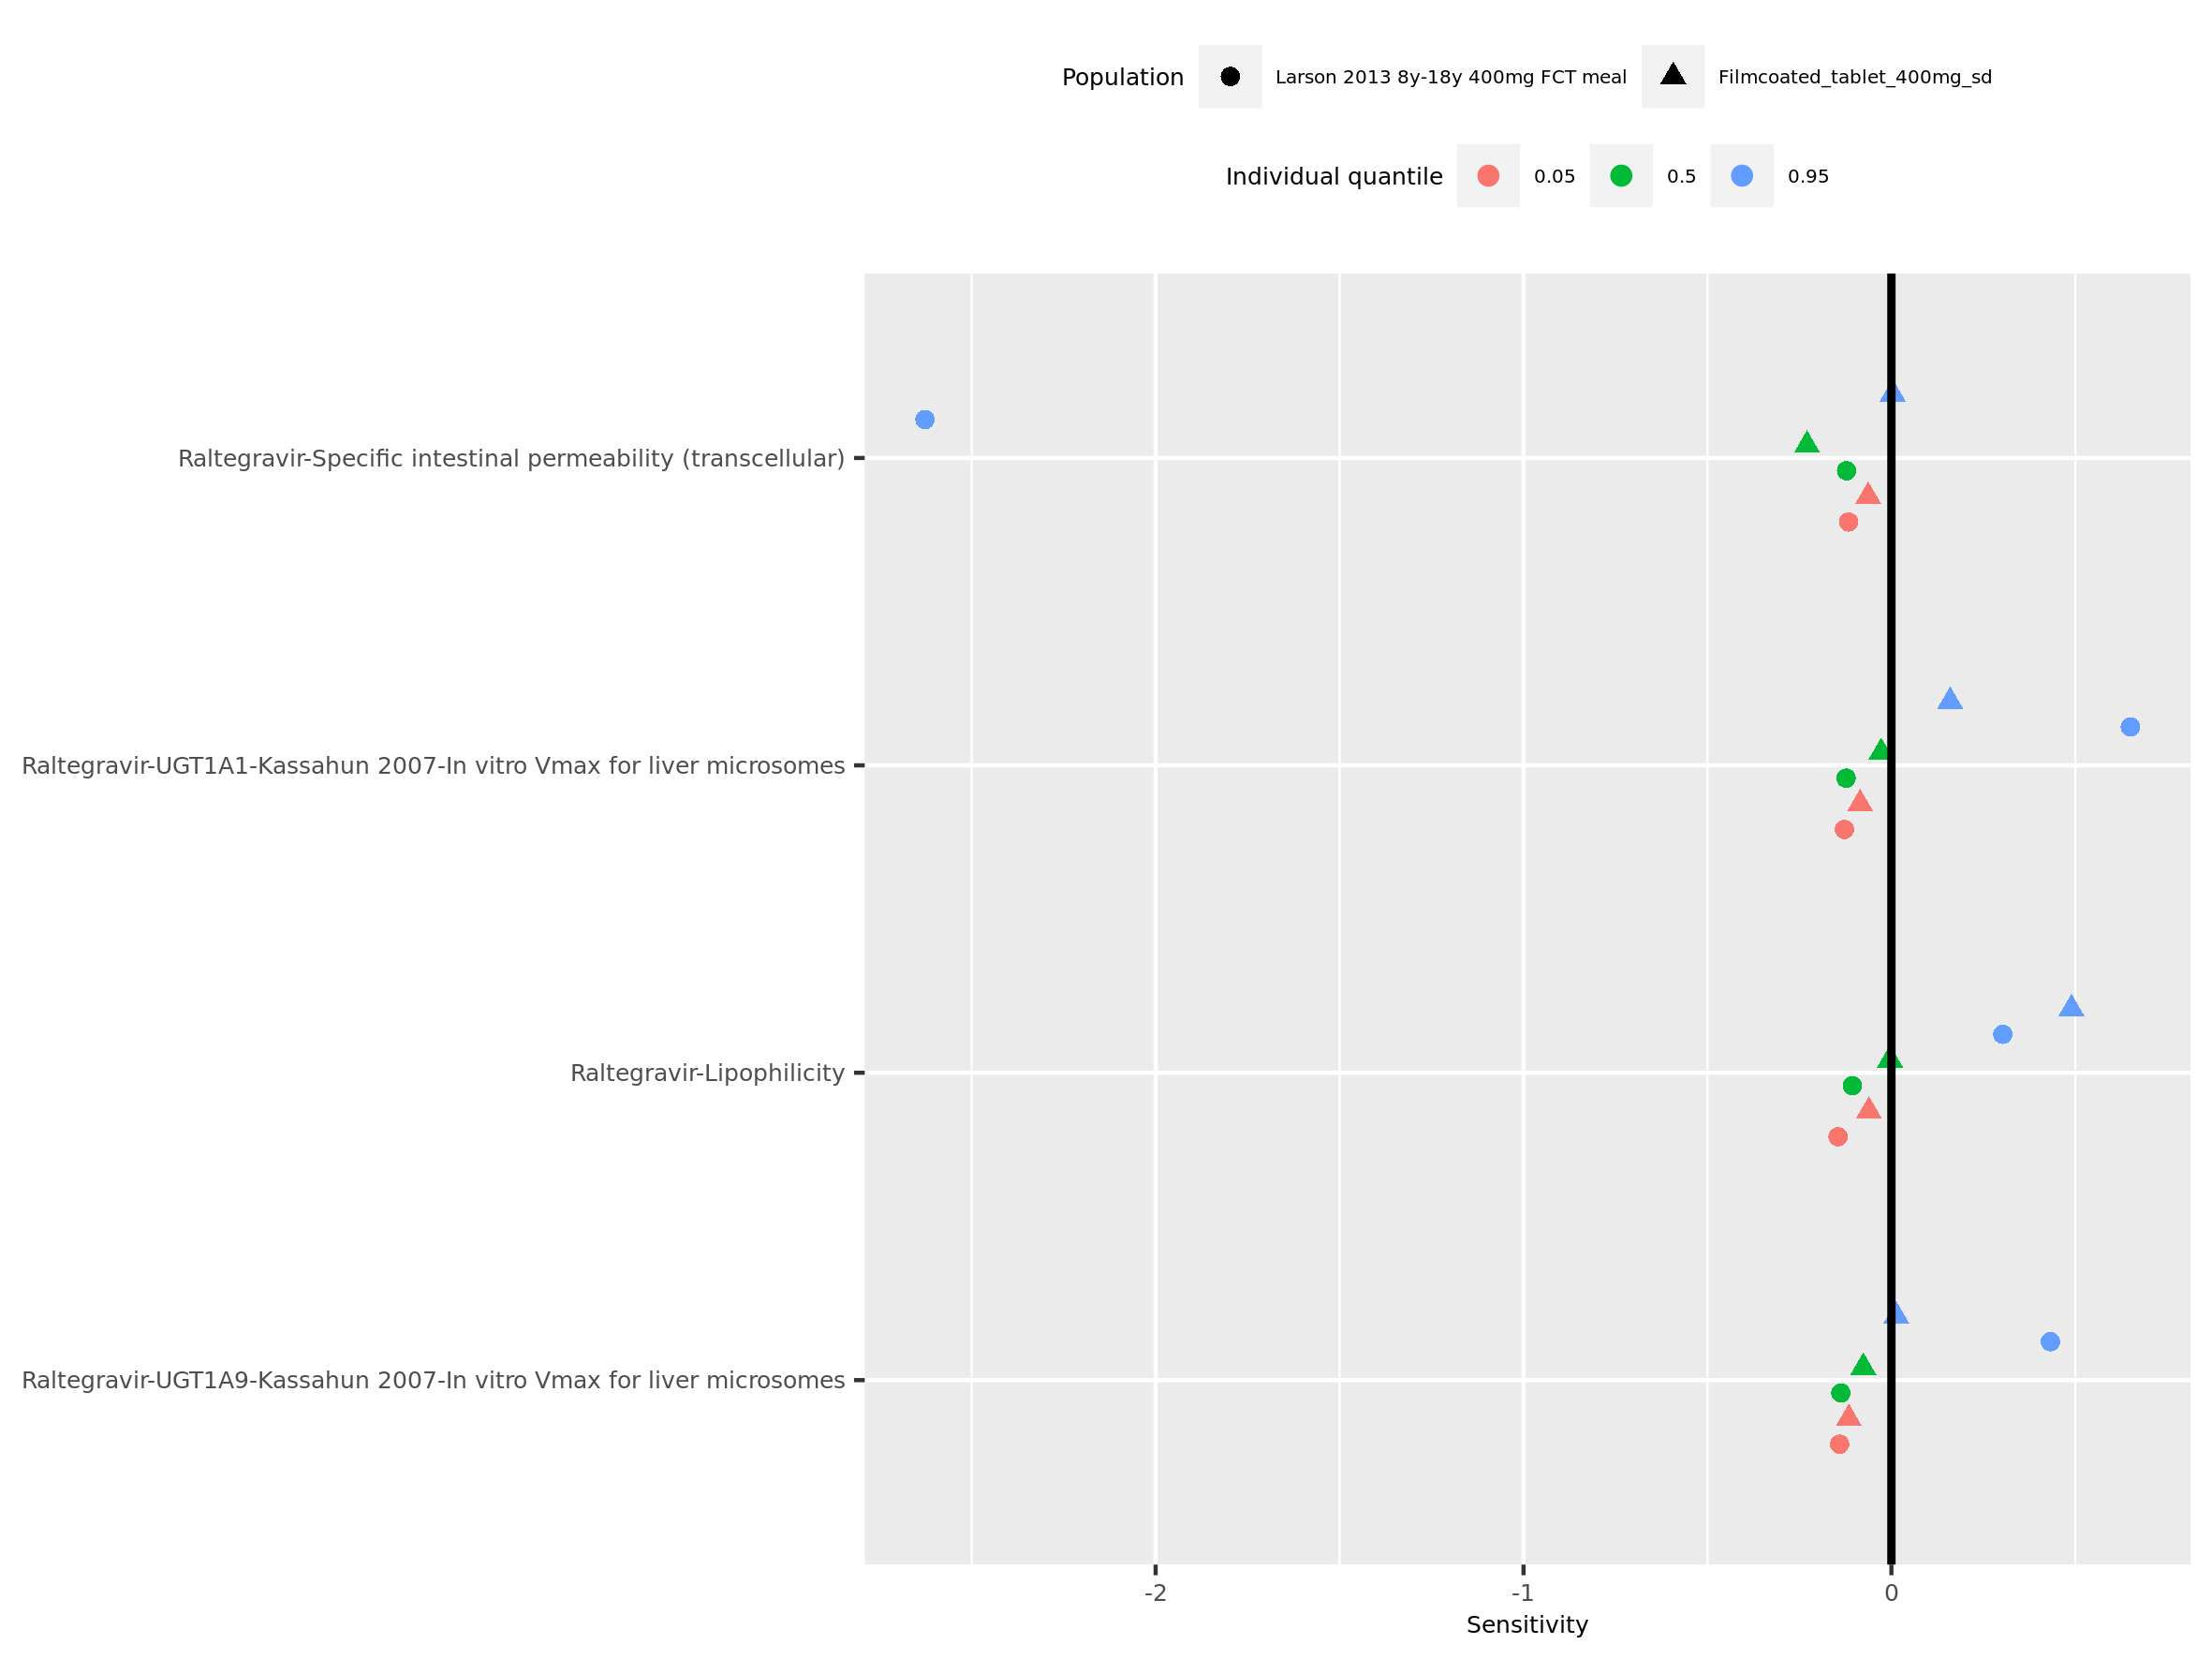 Population Larson 2013 8y-18y 400mg FCT meal Filmcoated_tablet_400mg_sd
Individual quantile 0.05 0.5 0.95
Raltegravir-Specific intestinal permeability (transcellular)
Raltegravir-UGT1A1-Kassahun 2007-In vitro Vmax for liver microsomes
Raltegravir-Lipophilicity
Raltegravir-UGT1A9-Kassahun 2007-In vitro Vmax for liver microsomes
-2 -1 0
Sensitivity